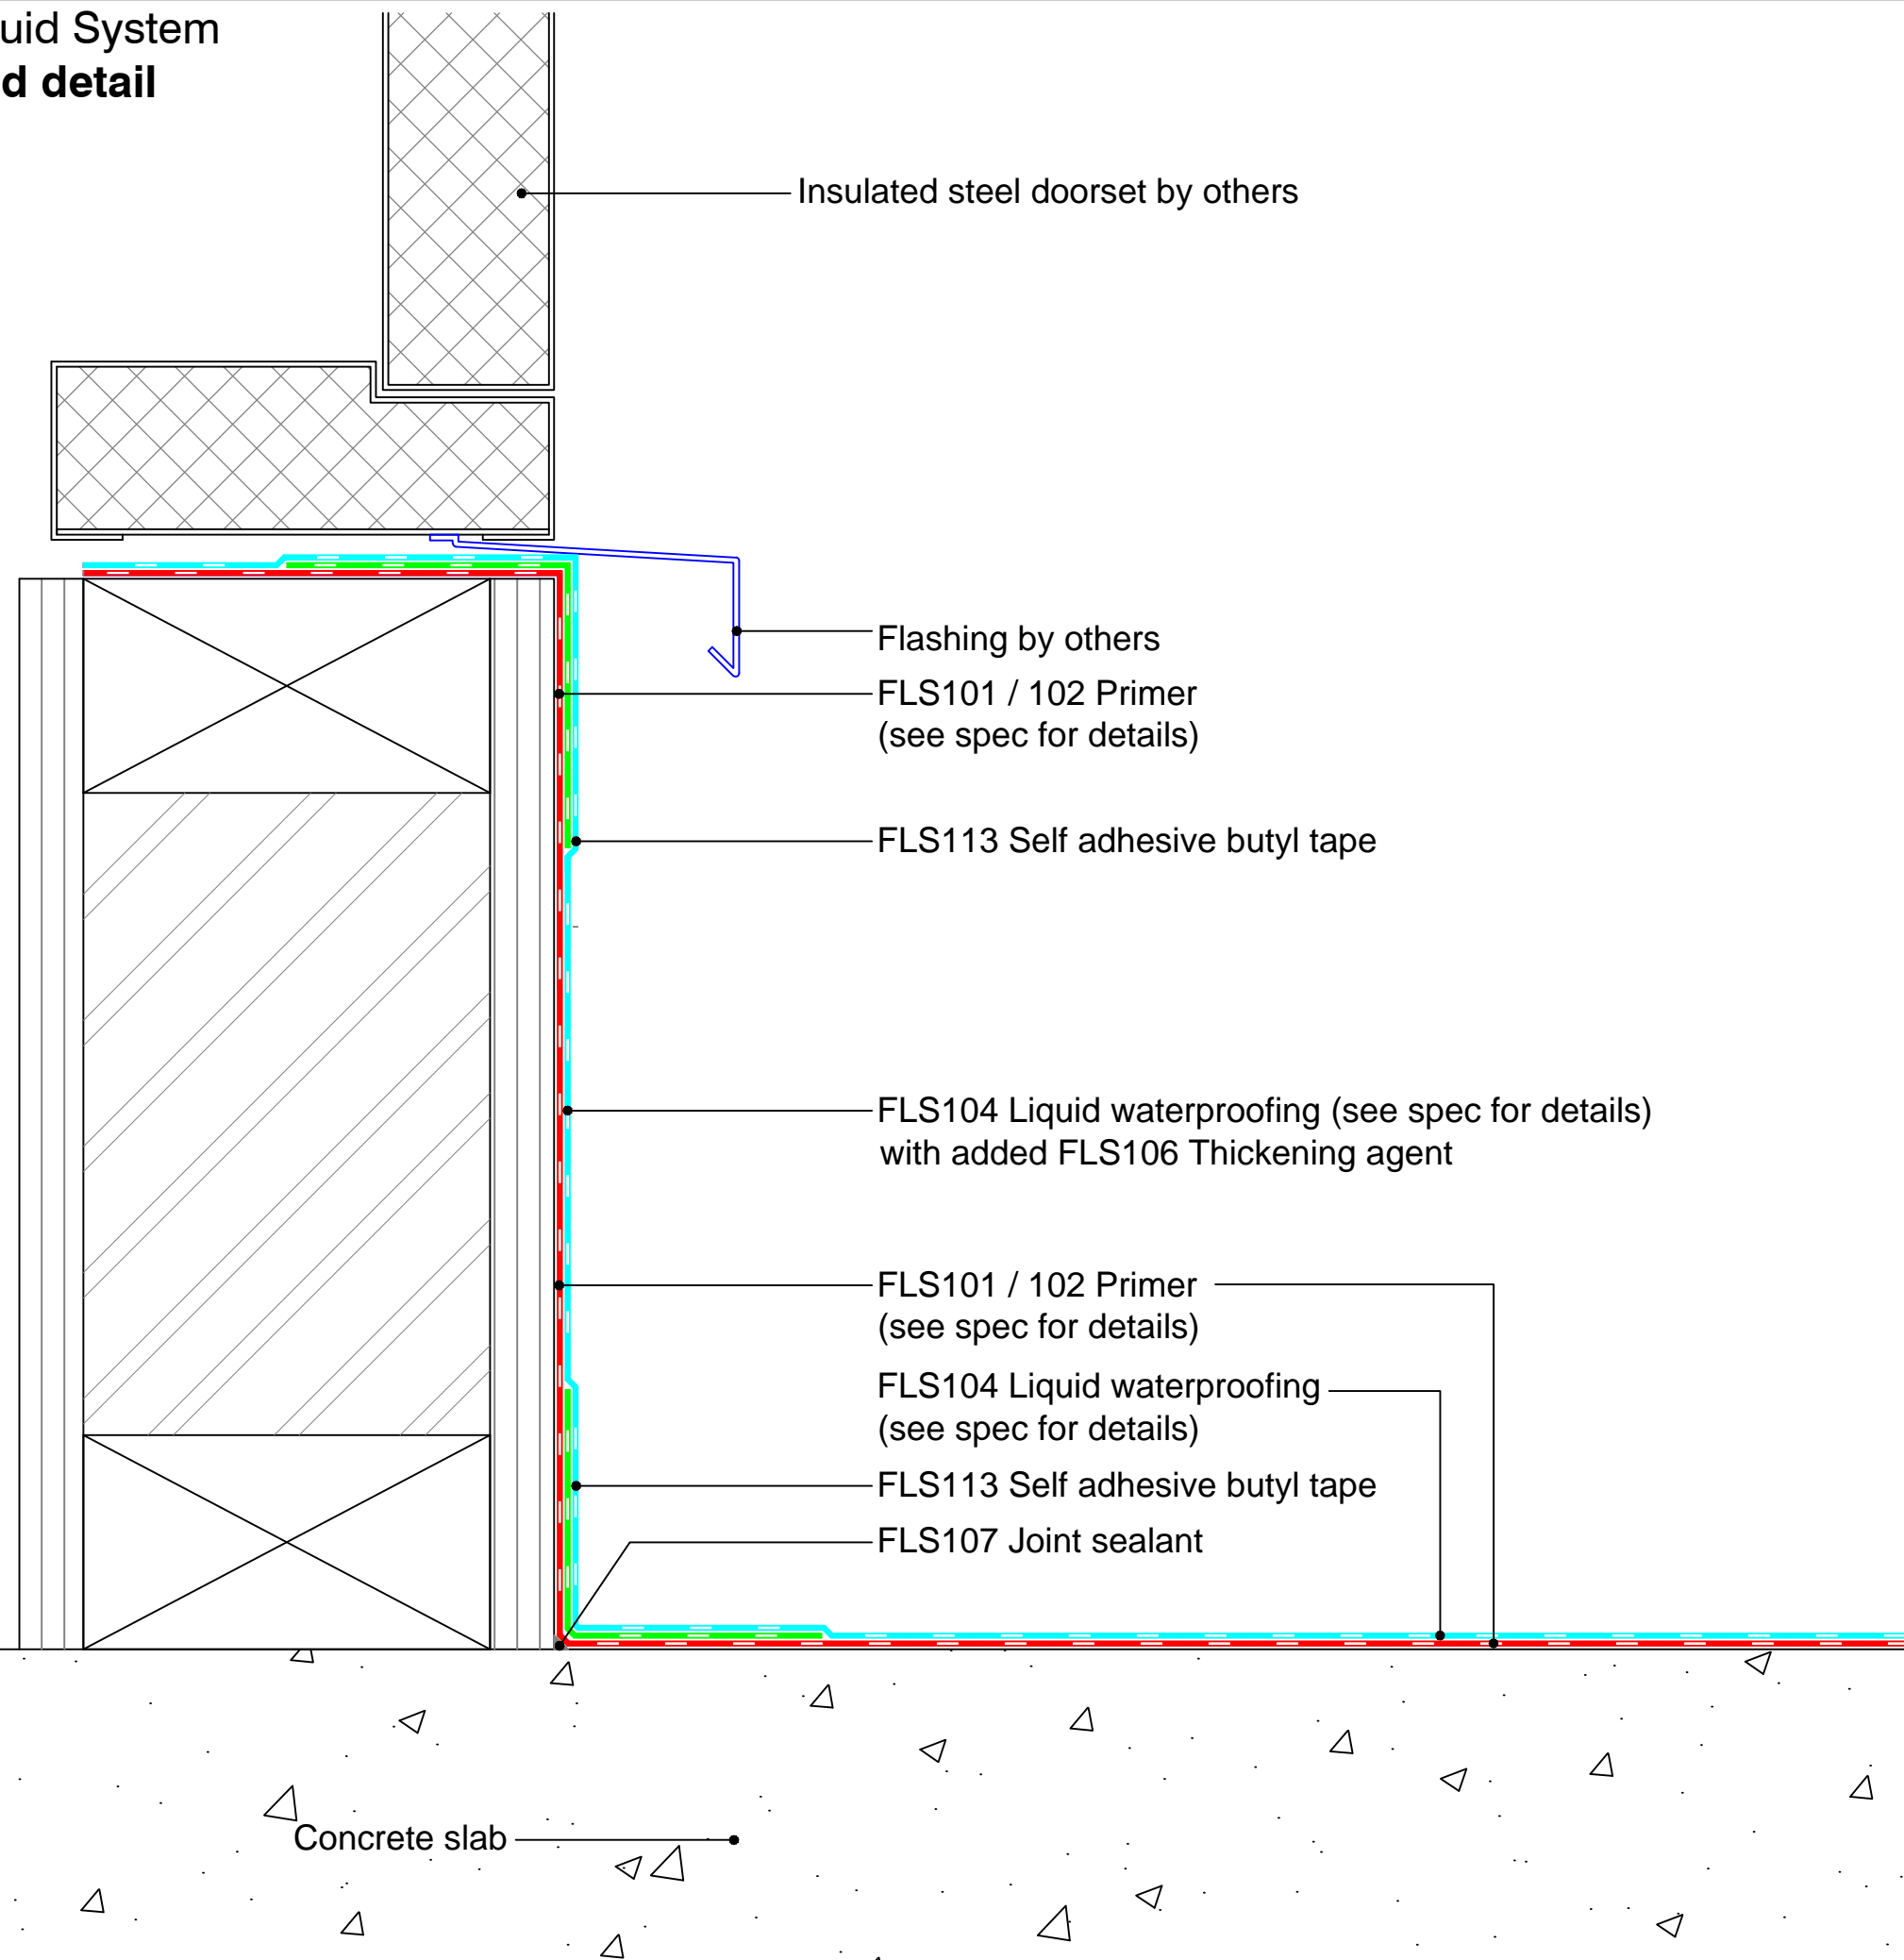 System
detail
Insulated steel doorset by others
Flashing by others
FLS101 / 102 Primer
(see spec for details)
FLS113 Self adhesive butyl tape
FLS104 Liquid waterproofing (see spec for details)
with added FLS106 Thickening agent
FLS101 / 102 Primer
(see spec for details)
FLS104 Liquid waterproofing
(see spec for details)
FLS113 Self adhesive butyl tape
FLS107 Joint sealant
Concrete slab